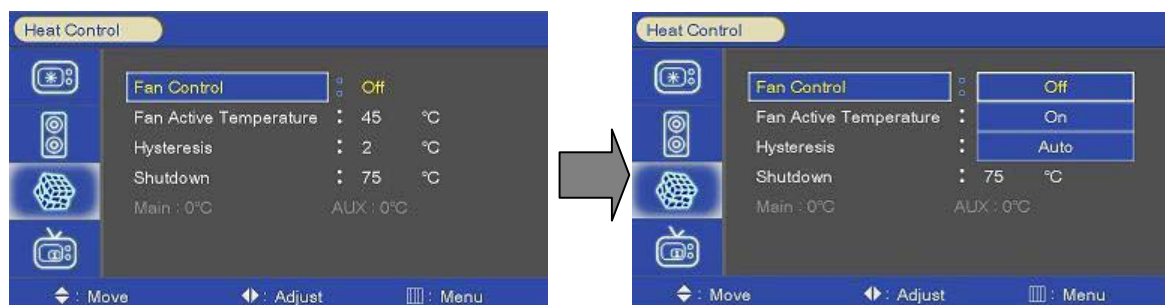 Heat Control
Fan Control : Off
Fan Active Temperature : 45 °C
Hysteresis : 2 °C
Shutdown : 75 °C
Main : 0°C AUX : 0°C
: Move : Adjust : Menu
Heat Control
Fan Control : Off
Fan Active Temperature : On
Hysteresis : Auto
Shutdown : 75 °C
Main : 0°C AUX : 0°C
: Move : Adjust : Menu